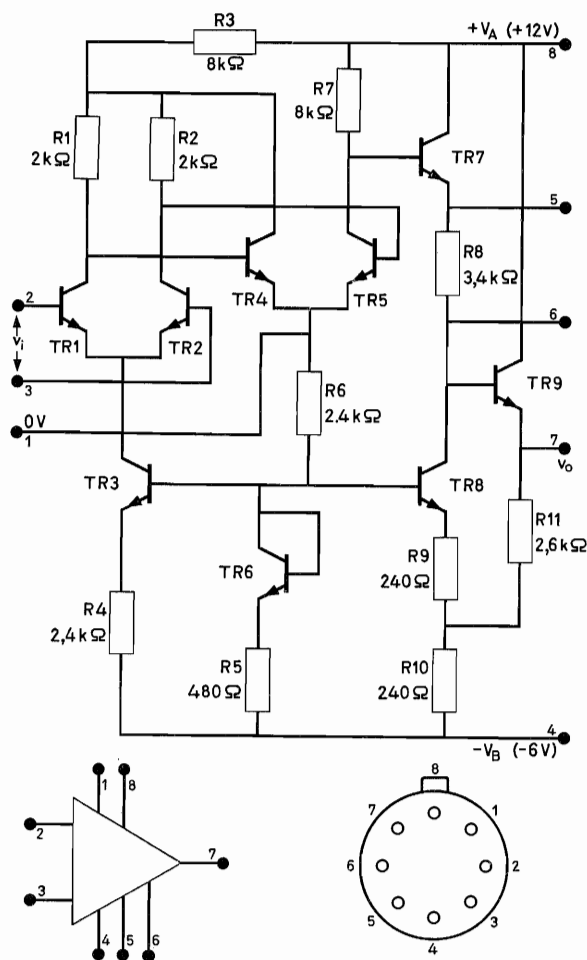 R3
8kΩ
+VA (+12V)
8
R7
8kΩ
R1
2kΩ
R2
2kΩ
TR7
5
R8
3,4kΩ
TR4
TR5
2
vi
3
TR1
TR2
6
TR9
0V
1
R6
2.4kΩ
7
vo
TR3
TR8
R11
2,6kΩ
R9
240Ω
TR6
R4
2,4kΩ
R5
480Ω
R10
240Ω
4
-VB (-6V)
1
8
2
3
7
4
5
6
8
7
1
6
2
5
3
4